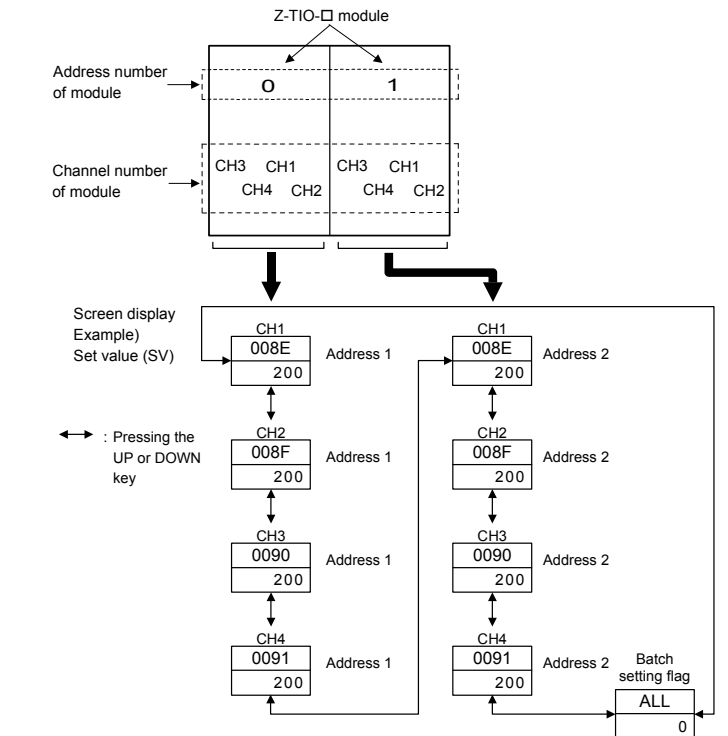 Z-TIO-□ module
Address number
of module
0
1
Channel number
of module
CH3 CH1
CH4 CH2
CH3 CH1
CH4 CH2
Screen display
Example)
Set value (SV)
: Pressing the
UP or DOWN
key
CH1
008E
200
Address 1
CH2
008F
200
Address 1
CH3
0090
200
Address 1
CH4
0091
200
Address 1
CH1
008E
200
Address 2
CH2
008F
200
Address 2
CH3
0090
200
Address 2
CH4
0091
200
Address 2
Batch
setting flag
ALL
0